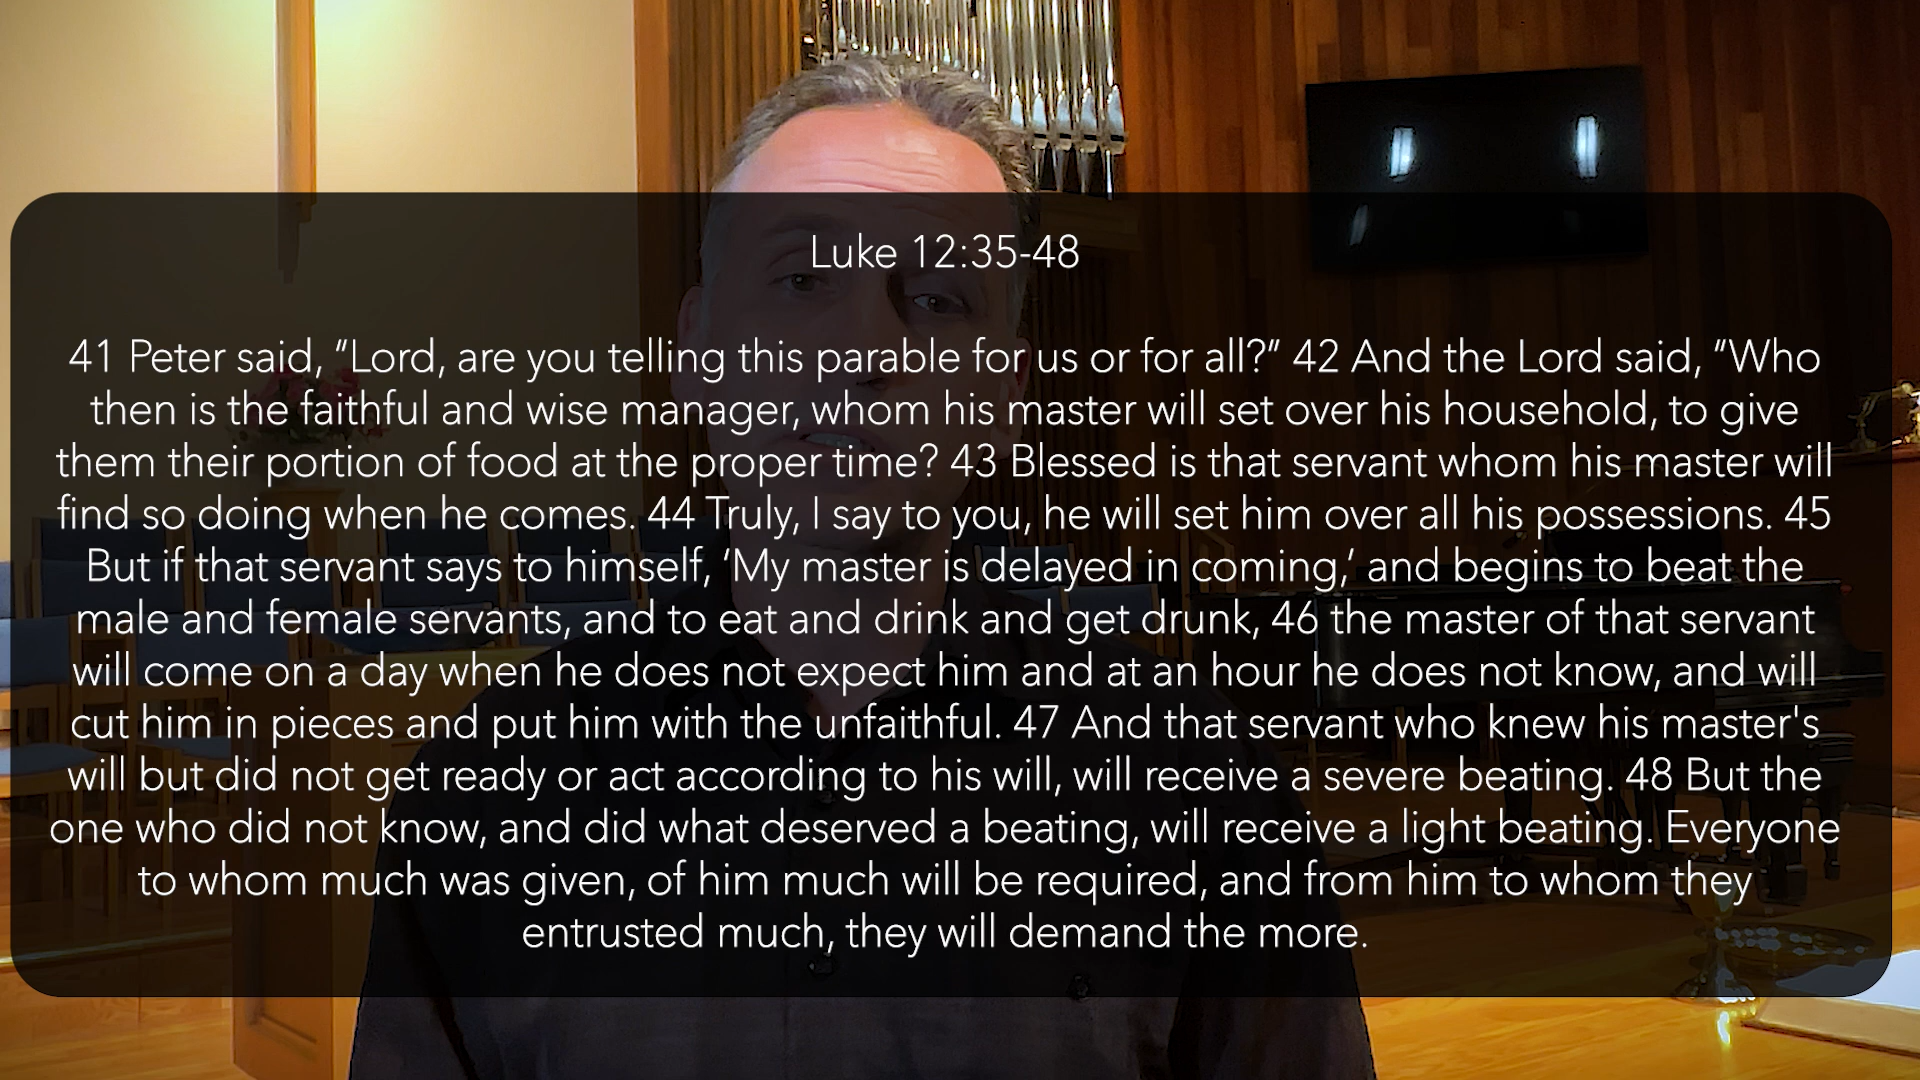 Luke 12:35-48
41 Peter said, “Lord, are you telling this parable for us or for all?” 42 And the Lord said, “Who
then is the faithful and wise manager, whom his master will set over his household, to give
them their portion of food at the proper time? 43 Blessed is that servant whom his master will
find so doing when he comes. 44 Truly, I say to you, he will set him over all his possessions. 45
But if that servant says to himself, ‘My master is delayed in coming,’ and begins to beat the
male and female servants, and to eat and drink and get drunk, 46 the master of that servant
will come on a day when he does not expect him and at an hour he does not know, and will
cut him in pieces and put him with the unfaithful. 47 And that servant who knew his master's
will but did not get ready or act according to his will, will receive a severe beating. 48 But the
one who did not know, and did what deserved a beating, will receive a light beating. Everyone
to whom much was given, of him much will be required, and from him to whom they
entrusted much, they will demand the more.